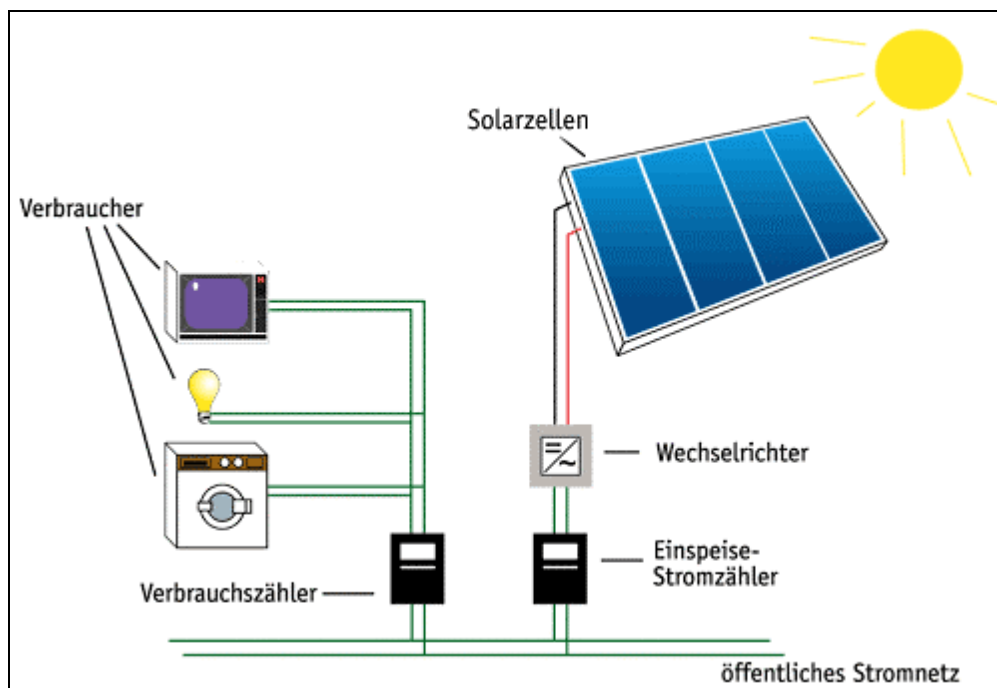 Solarzellen
Verbraucher
Wechselrichter
Einspeise-
Stromzähler
Verbrauchszähler
öffentliches Stromnetz